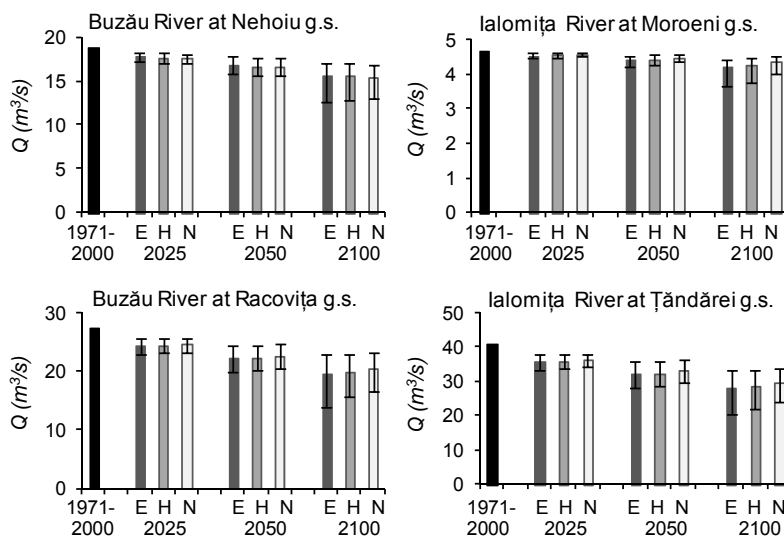 Buzău River at Nehoiu g.s.
Q (m³/s)
20
15
10
5
0
1971-
2000
E H N
2025
E H N
2050
E H N
2100
Ialomița River at Moroeni g.s.
Q (m³/s)
5
4
3
2
1
0
1971-
2000
E H N
2025
E H N
2050
E H N
2100
Buzău River at Racovița g.s.
Q (m³/s)
30
20
10
0
1971-
2000
E H N
2025
E H N
2050
E H N
2100
Ialomița River at Țăndărei g.s.
Q (m³/s)
50
40
30
20
10
0
1971-
2000
E H N
2025
E H N
2050
E H N
2100